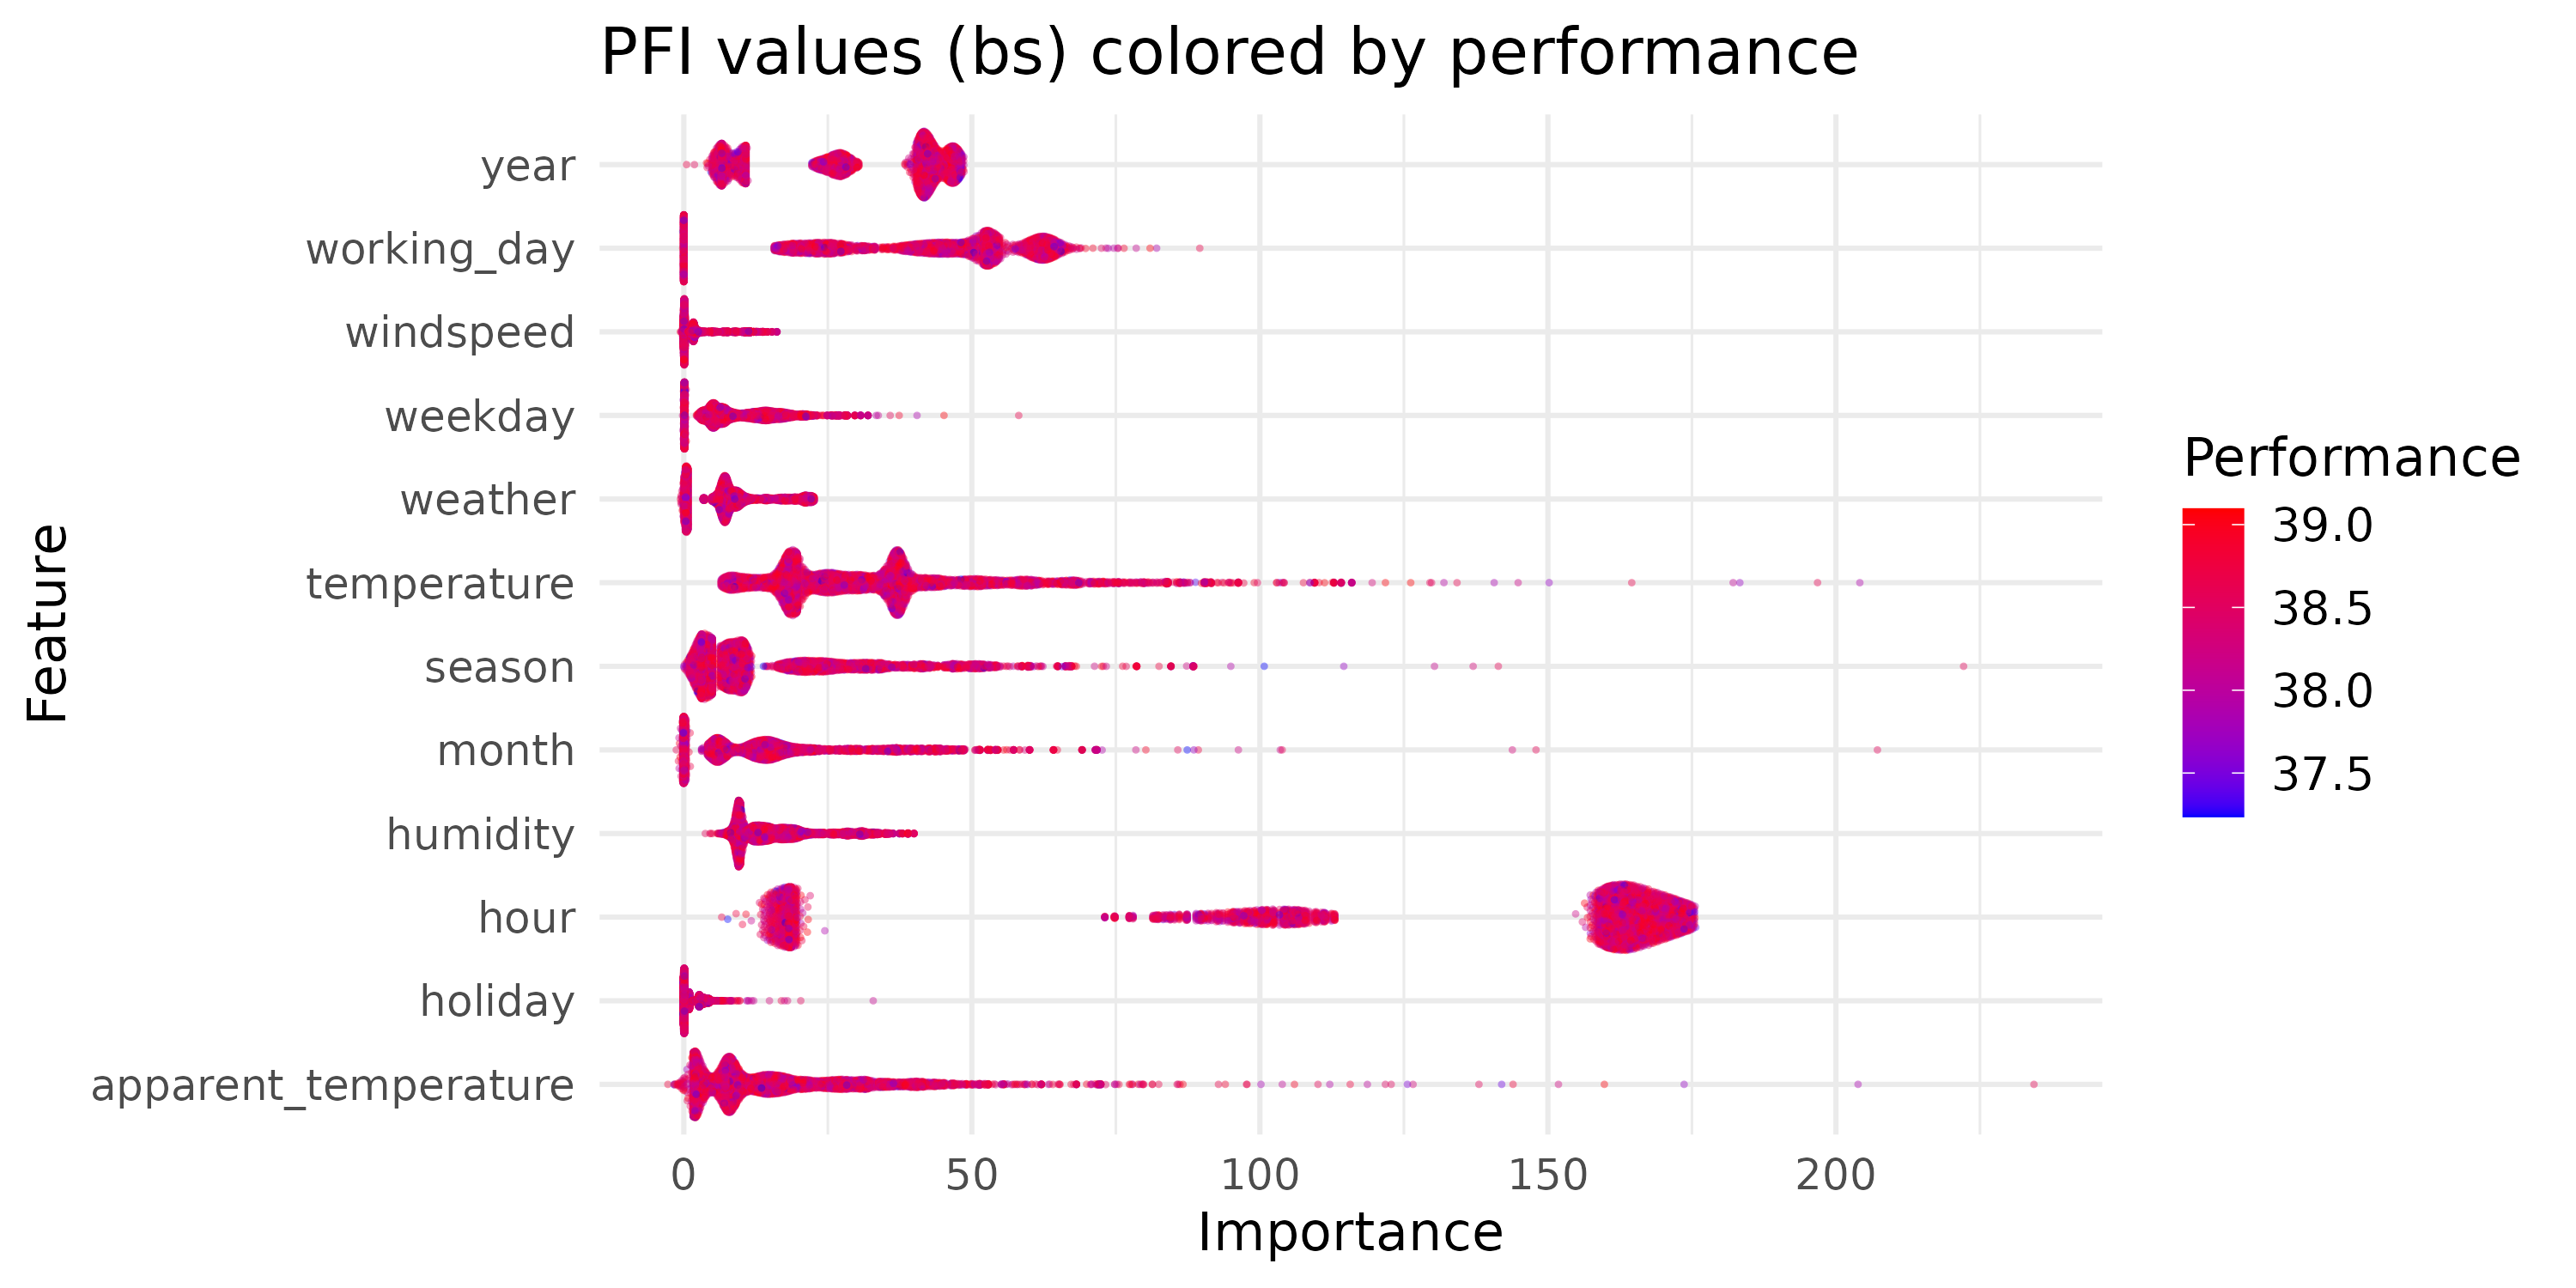 PFI values (bs) colored by performance
Feature
year
working_day
windspeed
weekday
weather
temperature
season
month
humidity
hour
holiday
apparent_temperature
0 50 100 150 200
Importance
Performance
39.0
38.5
38.0
37.5